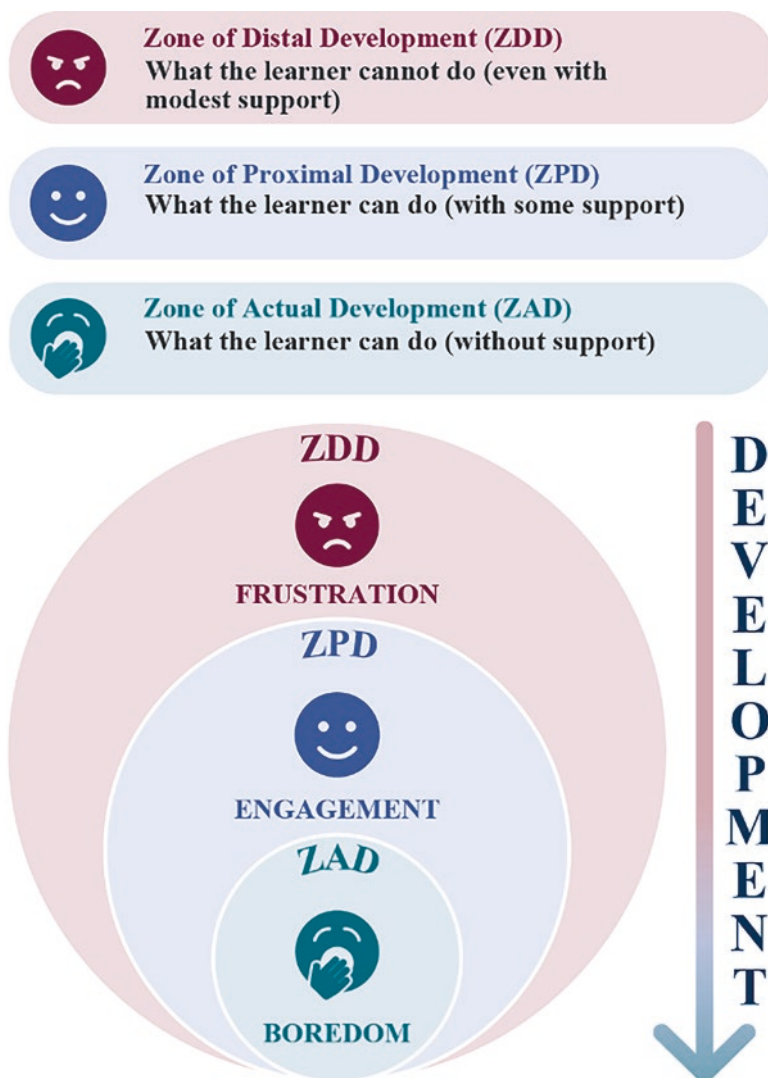 Zone of Distal Development (ZDD)
What the learner cannot do (even with
modest support)
Zone of Proximal Development (ZPD)
What the learner can do (with some support)
Zone of Actual Development (ZAD)
What the learner can do (without support)
ZDD
FRUSTRATION
ZPD
ENGAGEMENT
ZAD
BOREDOM
DEVELOPMENT